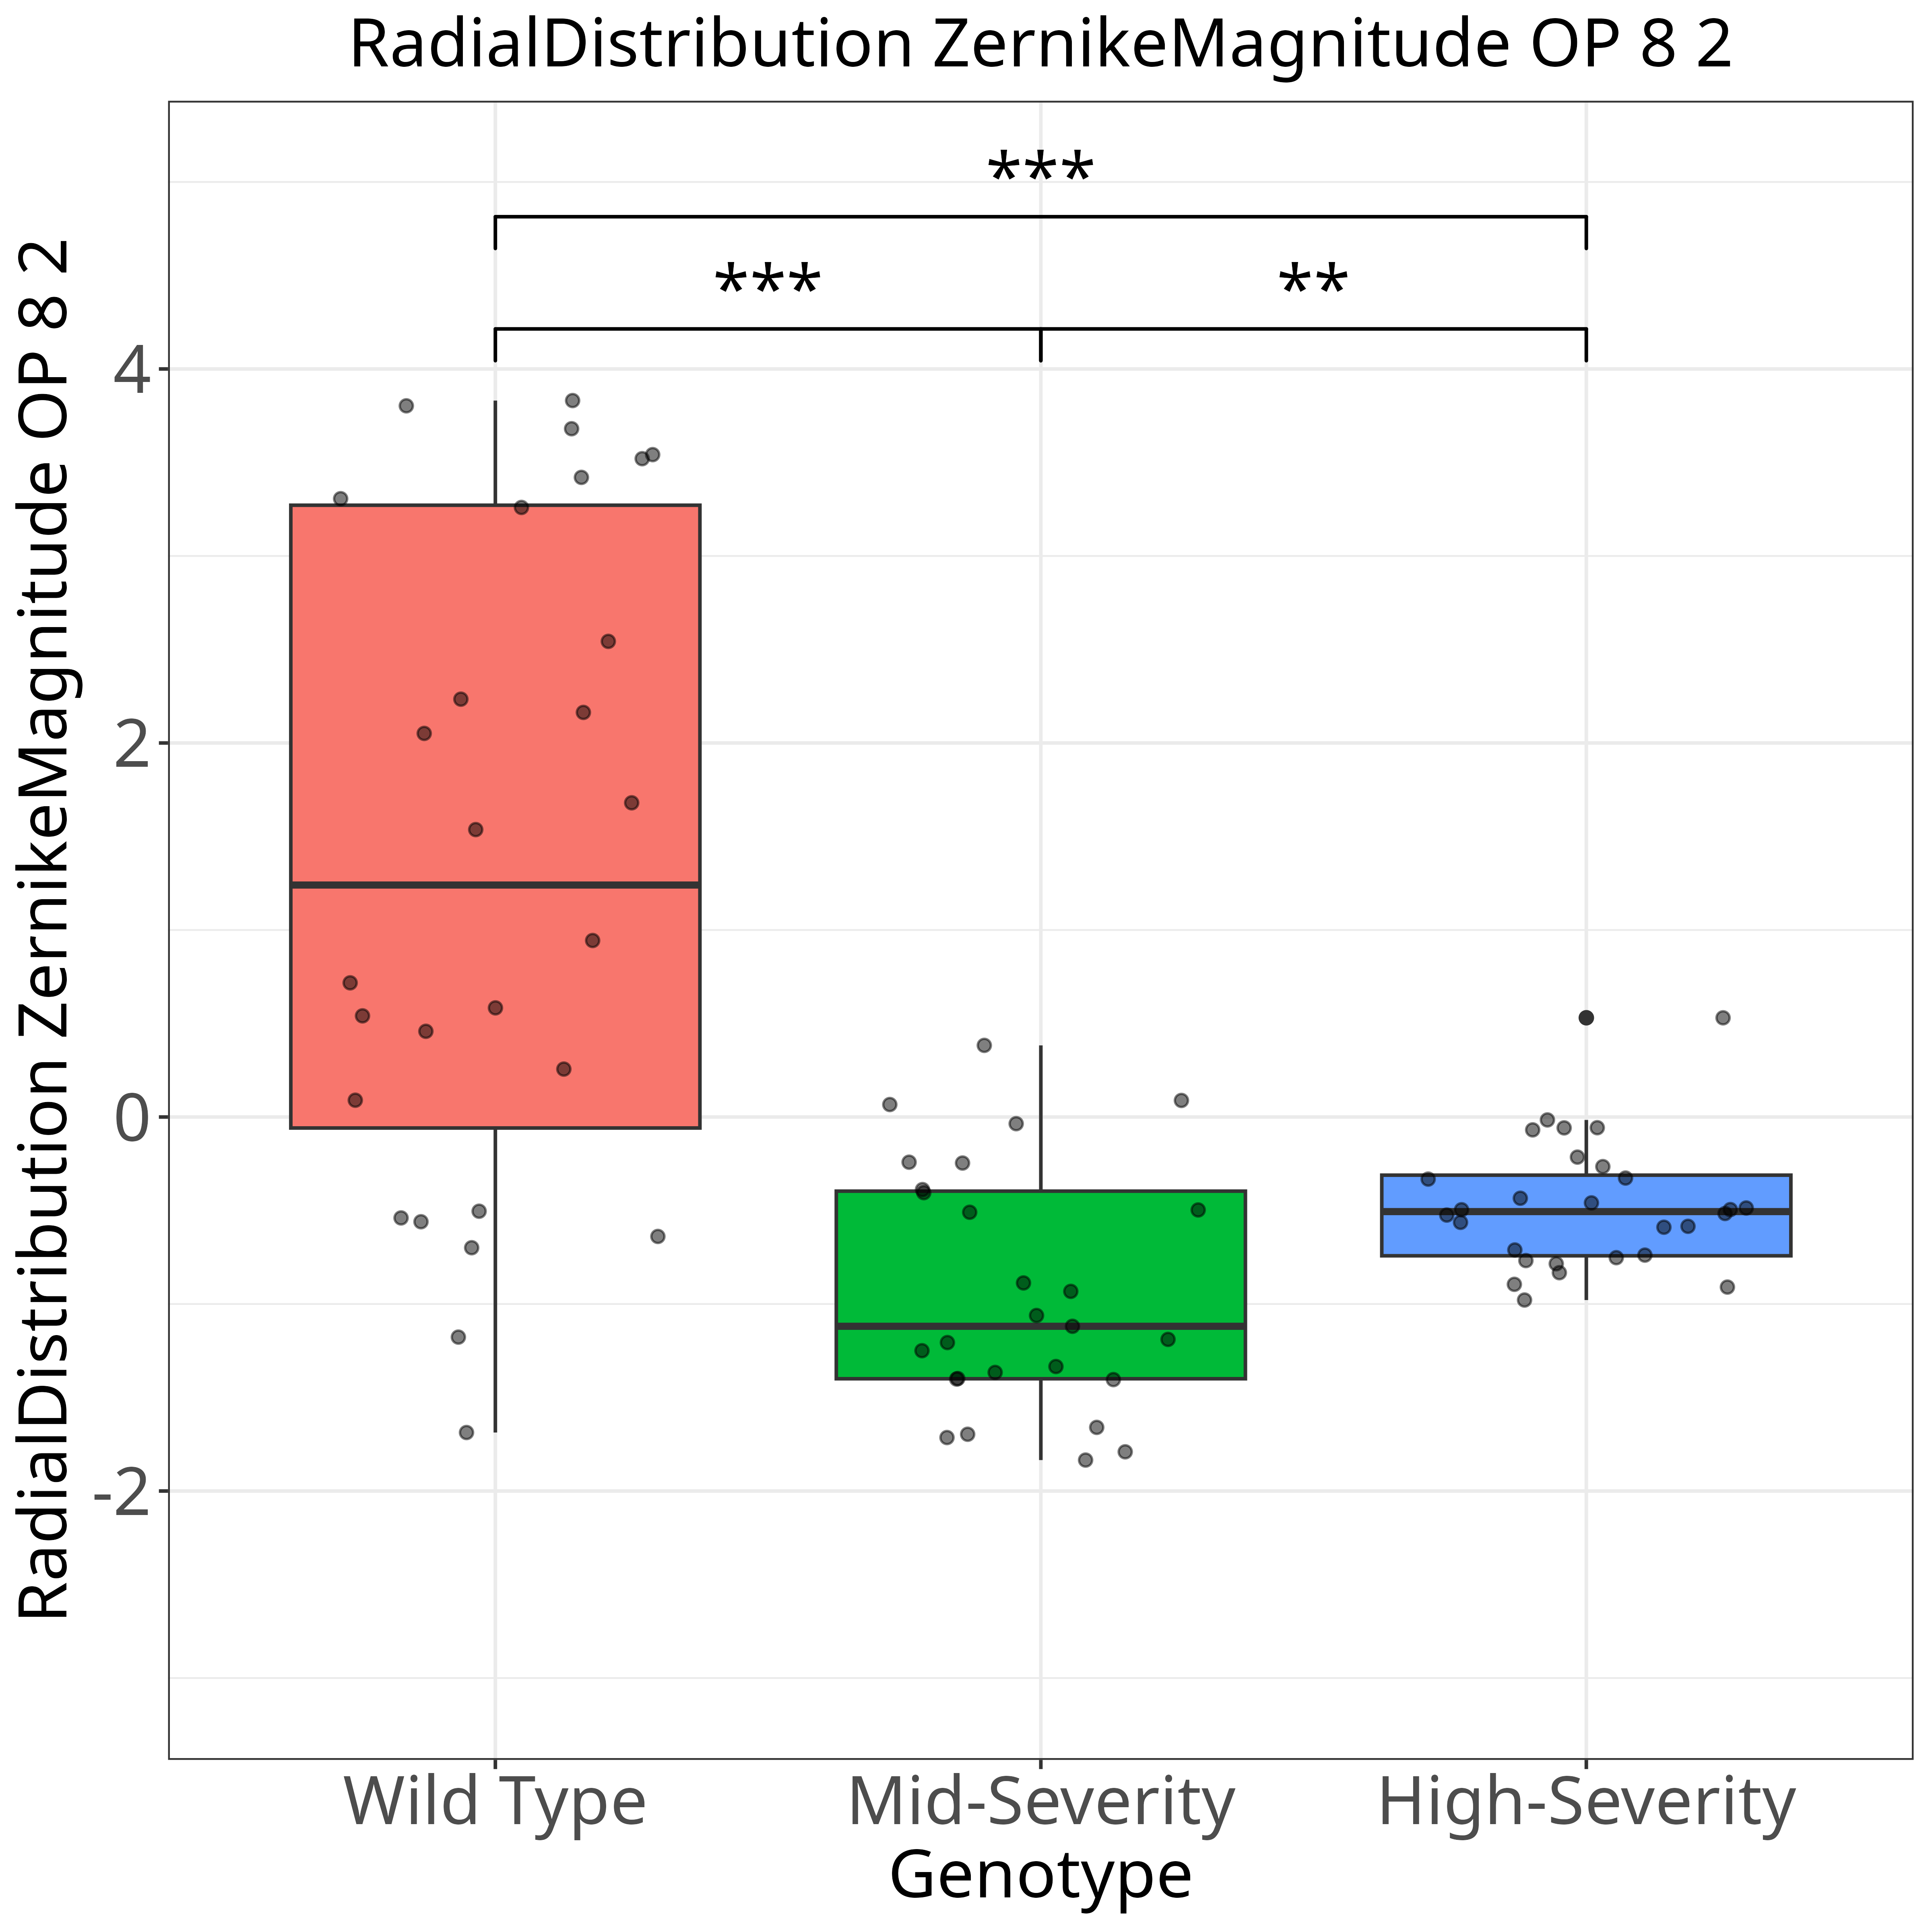 RadialDistribution ZernikeMagnitude OP 8 2
RadialDistribution ZernikeMagnitude OP 8 2
***
***
**
4
2
0
-2
Wild Type
Mid-Severity
High-Severity
Genotype